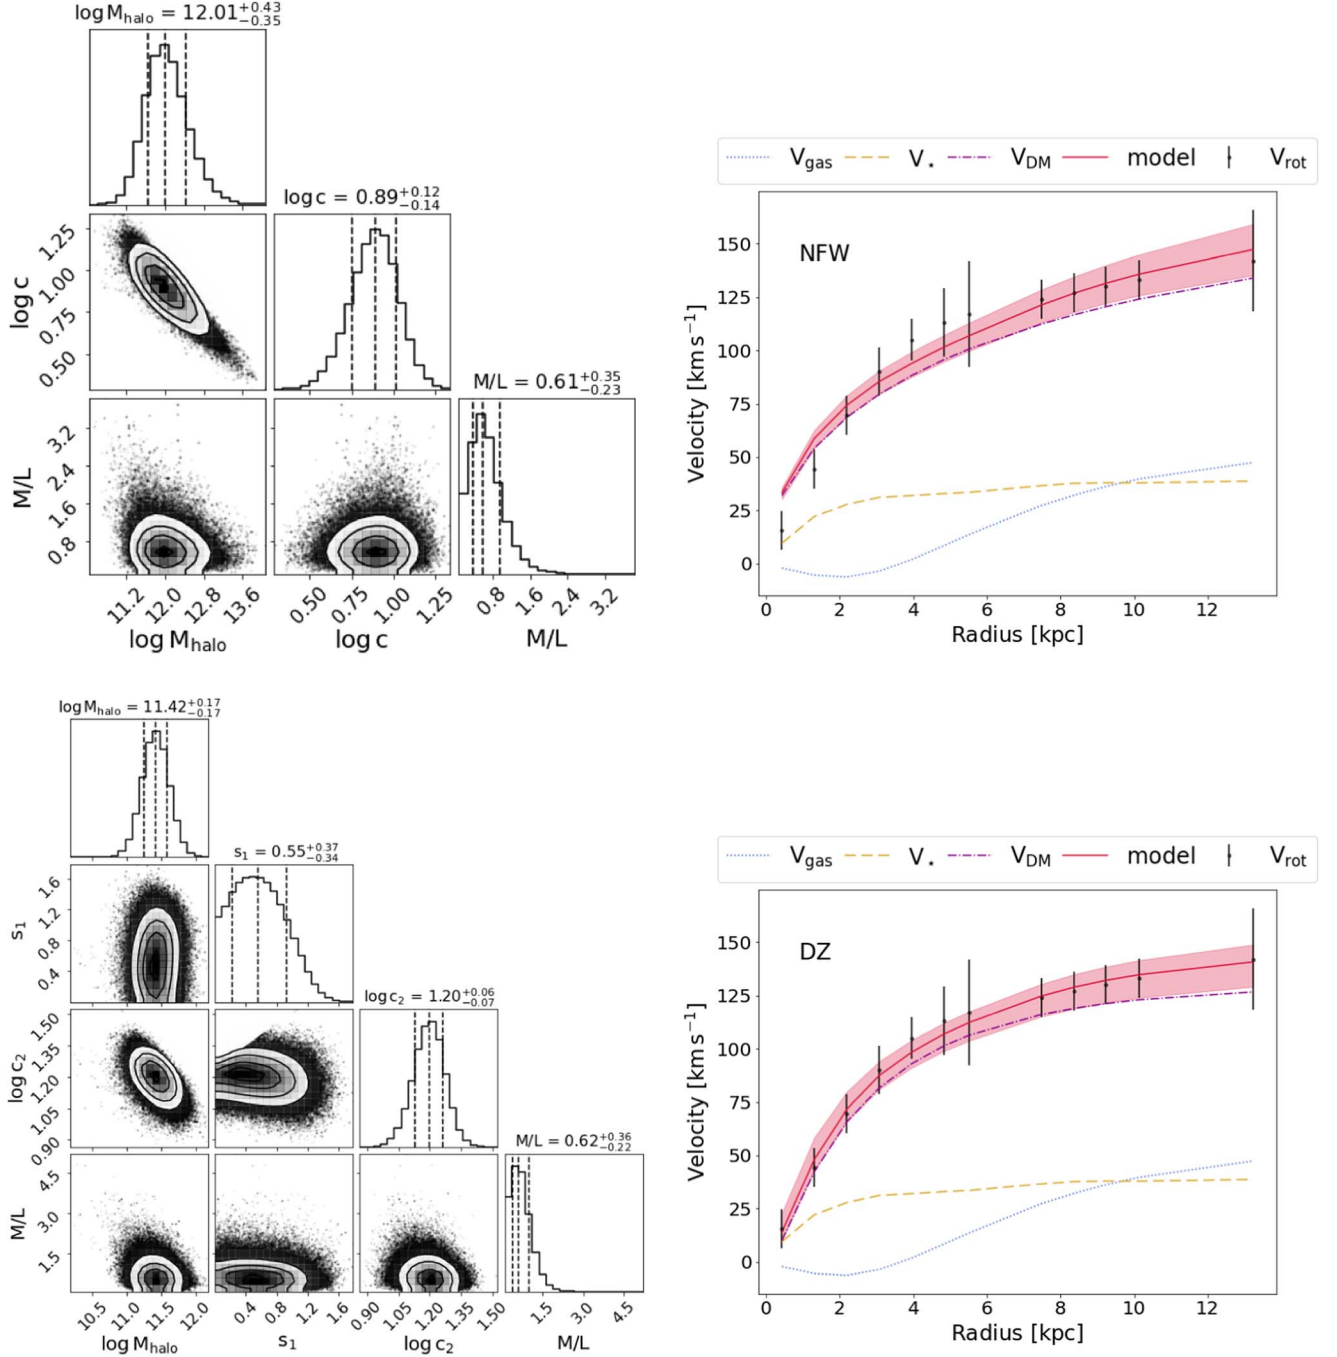 log M_halo = 12.01 +0.43 −0.35
log c = 0.89 +0.12 −0.14
M/L = 0.61 +0.35 −0.23
log c
1.25
1.00
0.75
0.50
M/L
3.2
2.4
1.6
0.8
11.2 12.0 12.8 13.6
0.50 0.75 1.00 1.25
0.8 1.6 2.4 3.2
log M_halo
log c
M/L
V_gas V_⋆ V_DM model V_rot
NFW
Velocity [km s⁻¹]
150
125
100
75
50
25
0
0 2 4 6 8 10 12
Radius [kpc]
log M_halo = 11.42 +0.17 −0.17
s₁ = 0.55 +0.37 −0.34
log c₂ = 1.20 +0.06 −0.07
M/L = 0.62 +0.36 −0.22
s₁
1.6
1.2
0.8
0.4
log c₂
1.50
1.35
1.20
1.05
0.90
M/L
4.5
3.0
1.5
10.5 11.0 11.5 12.0
0.4 0.8 1.2 1.6
0.90 1.05 1.20 1.35 1.50
1.5 3.0 4.5
log M_halo
s₁
log c₂
M/L
V_gas V_⋆ V_DM model V_rot
DZ
Velocity [km s⁻¹]
150
125
100
75
50
25
0
0 2 4 6 8 10 12
Radius [kpc]